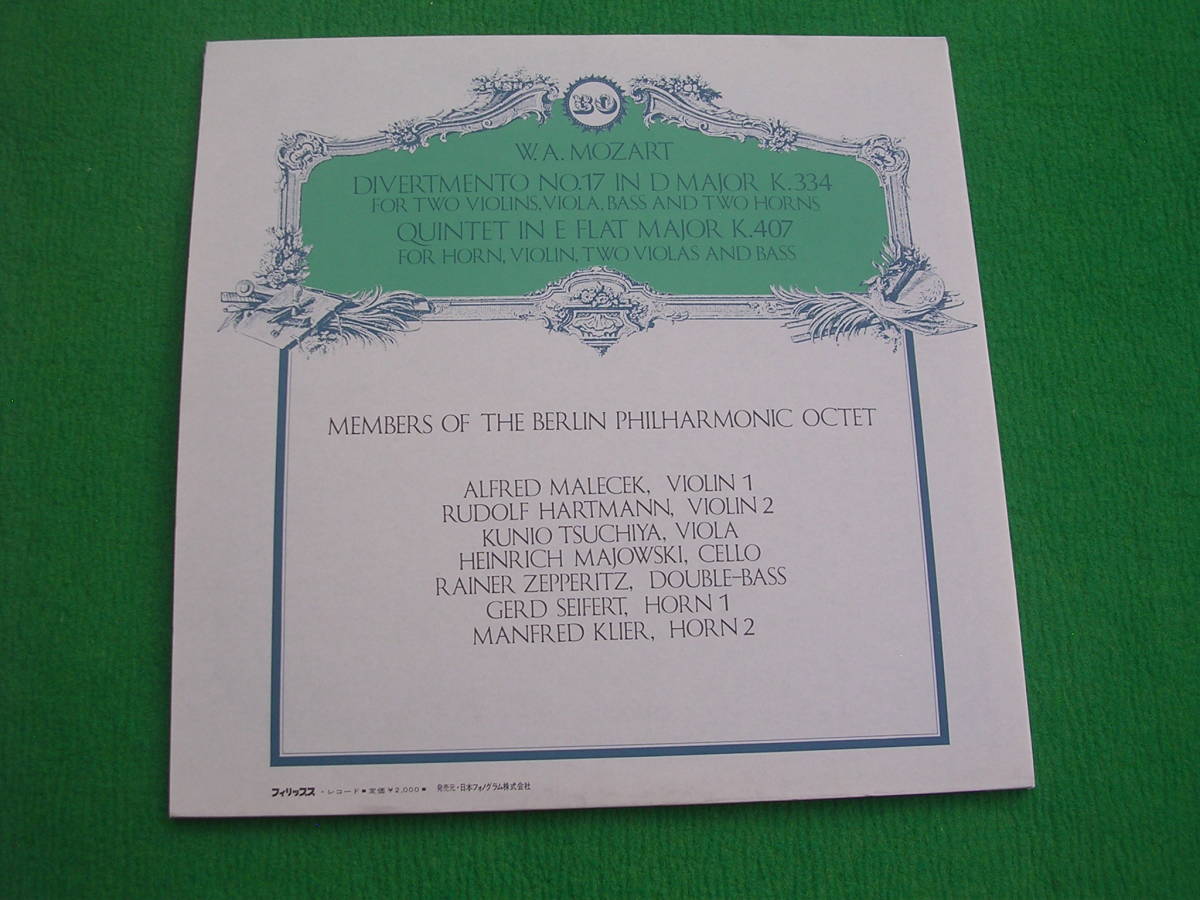 BO
W. A. MOZART
DIVERTMENTO NO.17 IN D MAJOR K.334
FOR TWO VIOLINS, VIOLA, BASS AND TWO HORNS
QUINTET IN E FLAT MAJOR K.407
FOR HORN, VIOLIN, TWO VIOLAS AND BASS
MEMBERS OF THE BERLIN PHILHARMONIC OCTET
ALFRED MALECEK, VIOLIN 1
RUDOLF HARTMANN, VIOLIN 2
KUNIO TSUCHIYA, VIOLA
HEINRICH MAJOWSKI, CELLO
RAINER ZEPPERITZ, DOUBLE-BASS
GERD SEIFERT, HORN 1
MANFRED KLIER, HORN 2
フィリップス・レコード■定価¥2,000■ 発売元・日本フォノグラム株式会社